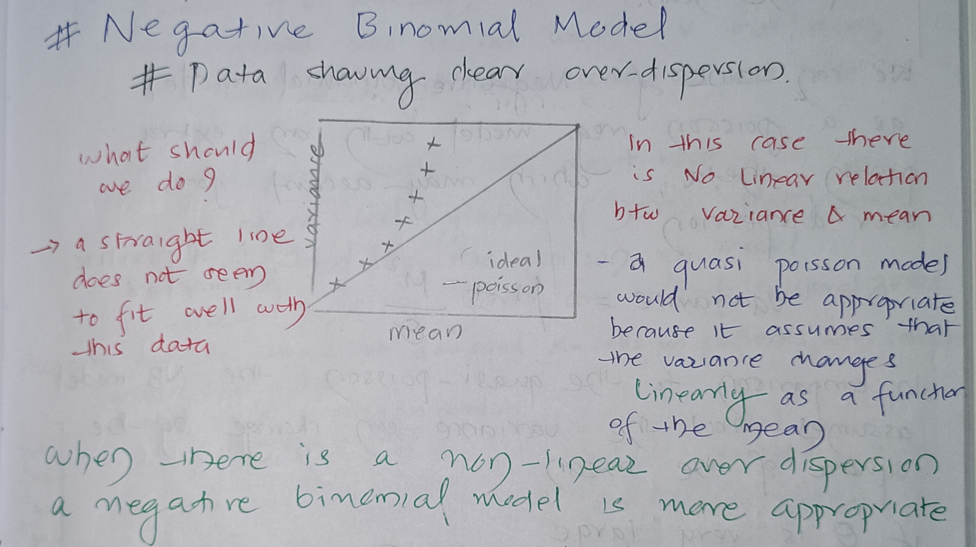 # Negative Binomial Model
# Data showing clear over-dispersion.
what should
we do ?
→ a straight line
does not seem
to fit well with
this data
variance
ideal
— poisson
mean
In this case there
is No Linear relation
btw variance & mean
- a quasi poisson model
would not be appropriate
because it assumes that
the variance changes
linearly as a function
of the mean
when there is a non-linear over dispersion
a negative binomial model is more appropriate